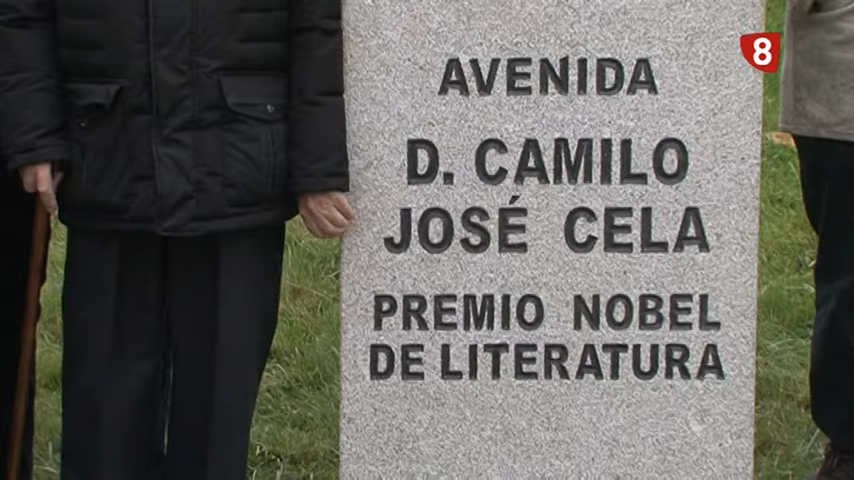 8
AVENIDA
D. CAMILO
JOSÉ CELA
PREMIO NOBEL
DE LITERATURA